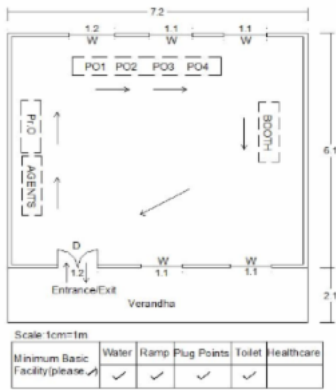 7.2
1.2 1.1 1.1
W W W
PO1 PO2 PO3 PO4
Pr.O
BOOTH
AGENTS
6.1
D
W W
1.2 1.1 1.1
Entrance/Exit
Verandha
2.1
Scale:1cm=1m
Minimum Basic Facility(please ✓) Water Ramp Plug Points Toilet Healthcare
✓ ✓ ✓ ✓